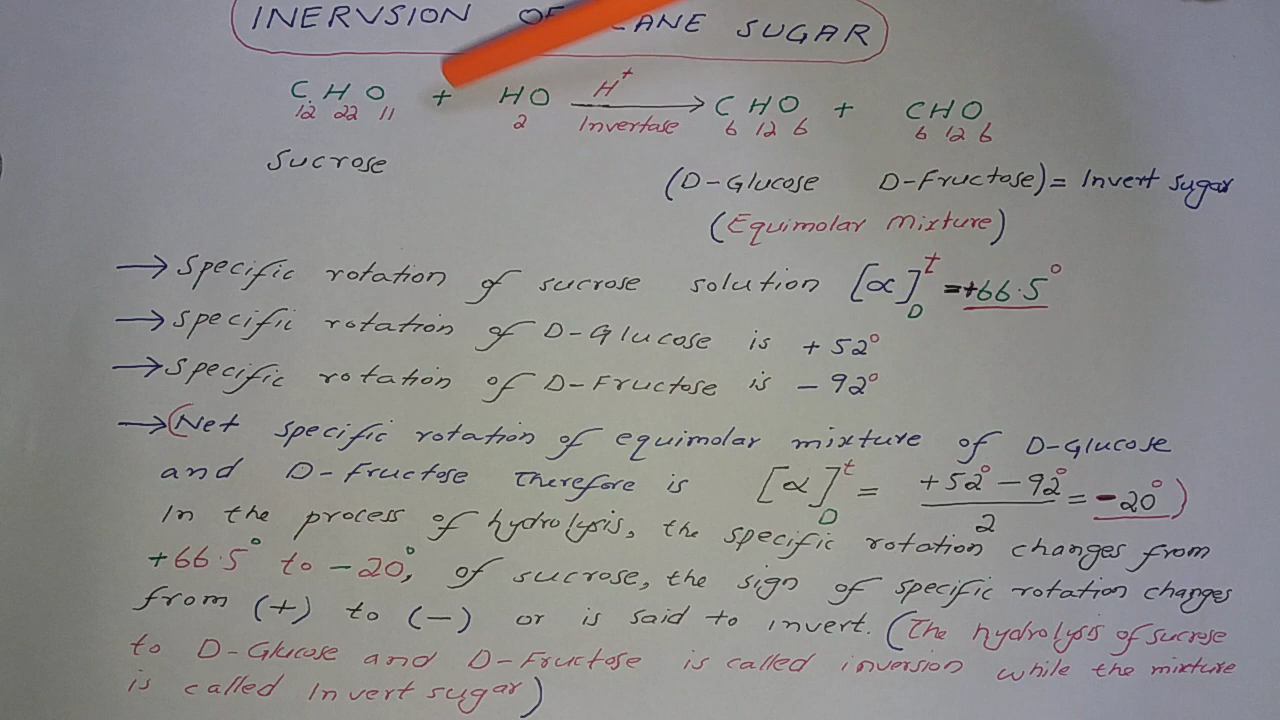 INERVSION OF CANE SUGAR
C₁₂H₂₂O₁₁ + H₂O —H⁺/Invertase→ C₆H₁₂O₆ + C₆H₁₂O₆
Sucrose
(D-Glucose D-Fructose) = Invert sugar
(Equimolar Mixture)
→ Specific rotation of sucrose solution [α]ᵗD = +66.5°
→ Specific rotation of D-Glucose is +52°
→ Specific rotation of D-Fructose is -92°
→ (Net specific rotation of equimolar mixture of D-Glucose
and D-Fructose Therefore is [α]ᵗD = +52°-92°/2 = -20°)
In the process of hydrolysis, the specific rotation changes from
+66.5° to -20°, of sucrose, the sign of specific rotation changes
from (+) to (-) or is said to invert. (The hydrolysis of sucrose
to D-Glucose and D-Fructose is called inversion while the mixture
is called Invert sugar)